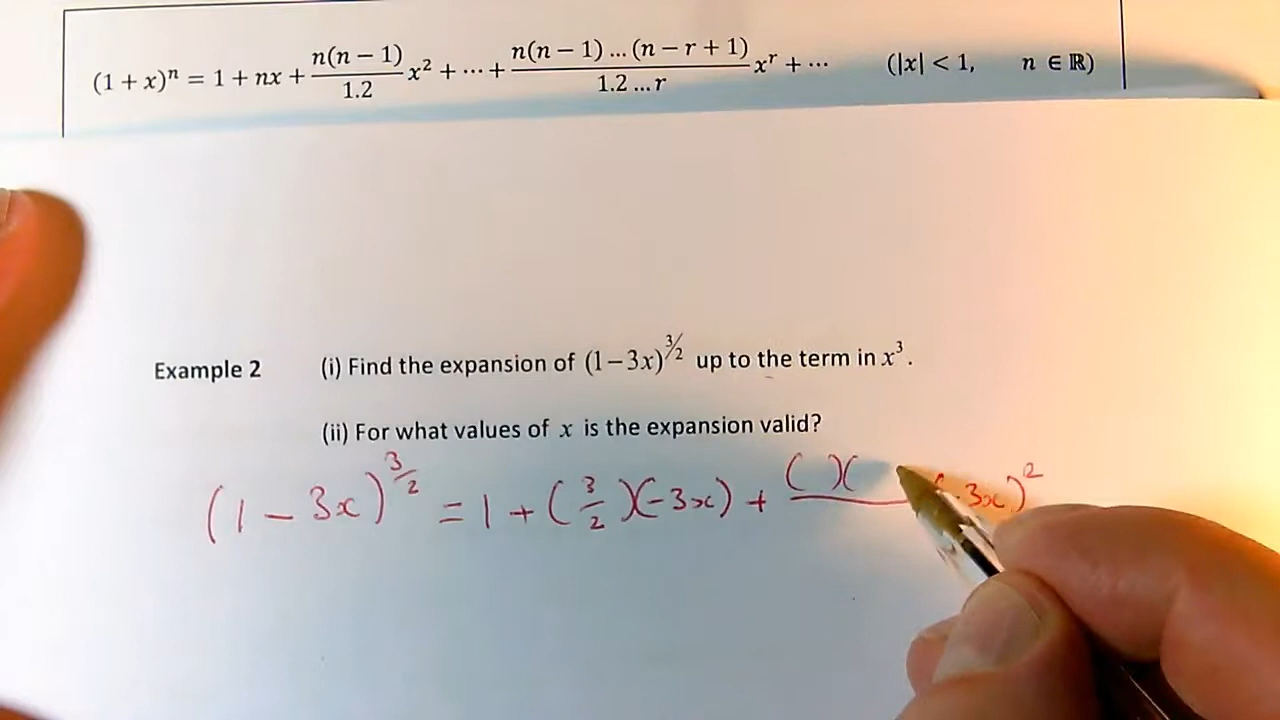 (1 + x)ⁿ = 1 + nx + n(n − 1)/1.2 x² + ⋯ + n(n − 1) … (n − r + 1)/1.2 … r xʳ + ⋯ (|x| < 1, n ∈ ℝ)
Example 2 (i) Find the expansion of (1−3x)^3/2 up to the term in x³.
(ii) For what values of x is the expansion valid?
(1 − 3x)^3/2 = 1 + (3/2)(−3x) + ( )( 3x)²